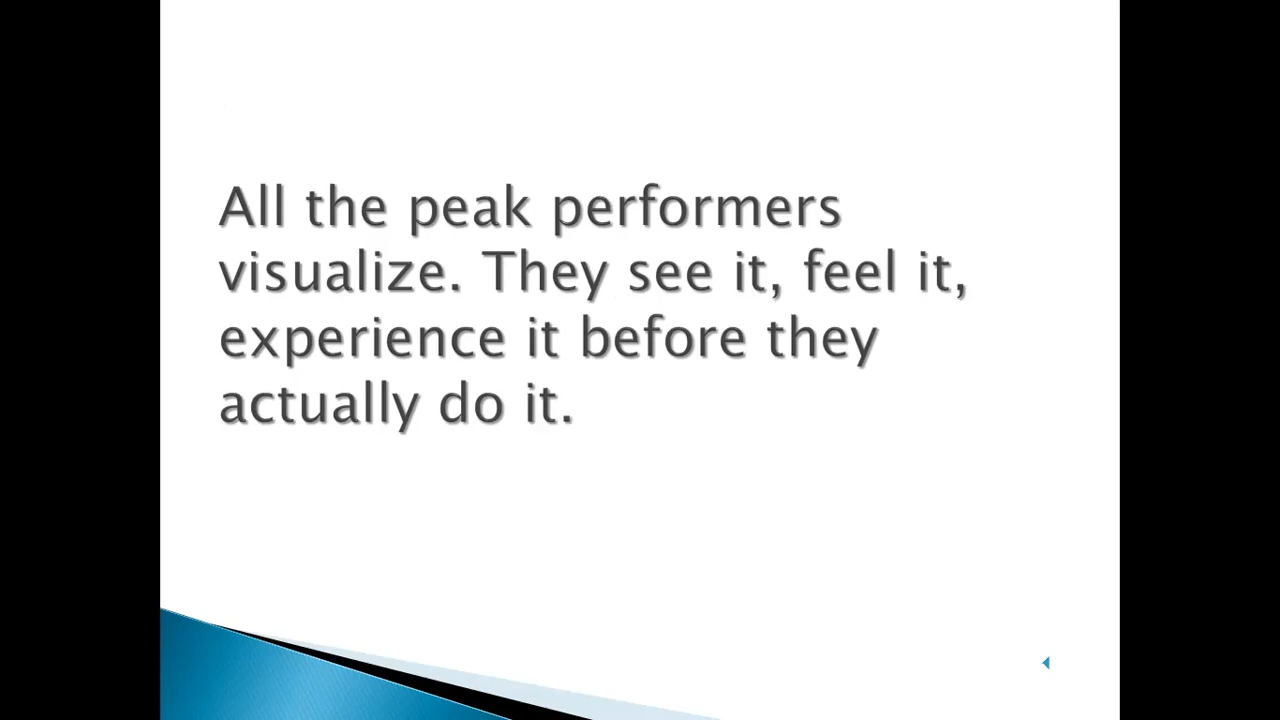 All the peak performers
visualize. They see it, feel it,
experience it before they
actually do it.